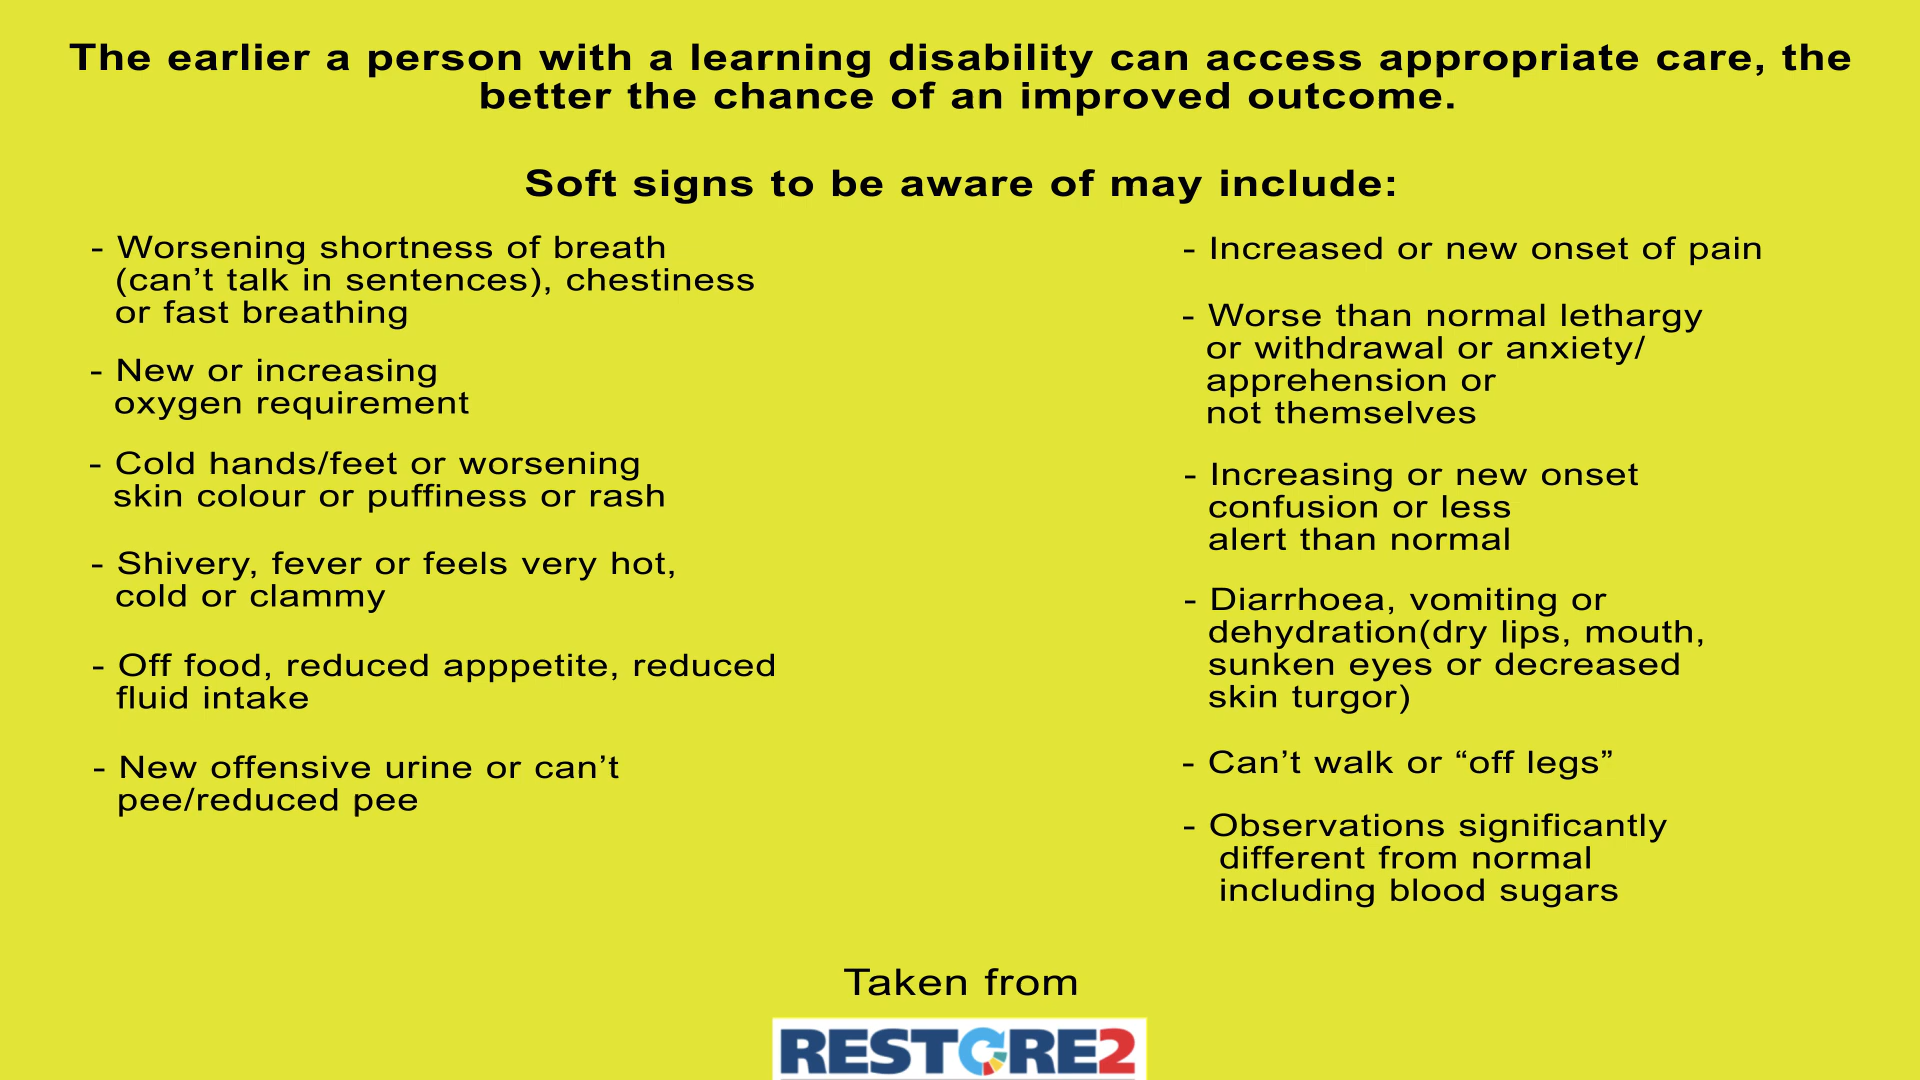 The earlier a person with a learning disability can access appropriate care, the
better the chance of an improved outcome.
Soft signs to be aware of may include:
- Worsening shortness of breath
(can’t talk in sentences), chestiness
or fast breathing
- New or increasing
oxygen requirement
- Cold hands/feet or worsening
skin colour or puffiness or rash
- Shivery, fever or feels very hot,
cold or clammy
- Off food, reduced apppetite, reduced
fluid intake
- New offensive urine or can’t
pee/reduced pee
- Increased or new onset of pain
- Worse than normal lethargy
or withdrawal or anxiety/
apprehension or
not themselves
- Increasing or new onset
confusion or less
alert than normal
- Diarrhoea, vomiting or
dehydration(dry lips, mouth,
sunken eyes or decreased
skin turgor)
- Can’t walk or “off legs”
- Observations significantly
different from normal
including blood sugars
Taken from
RESTORE2